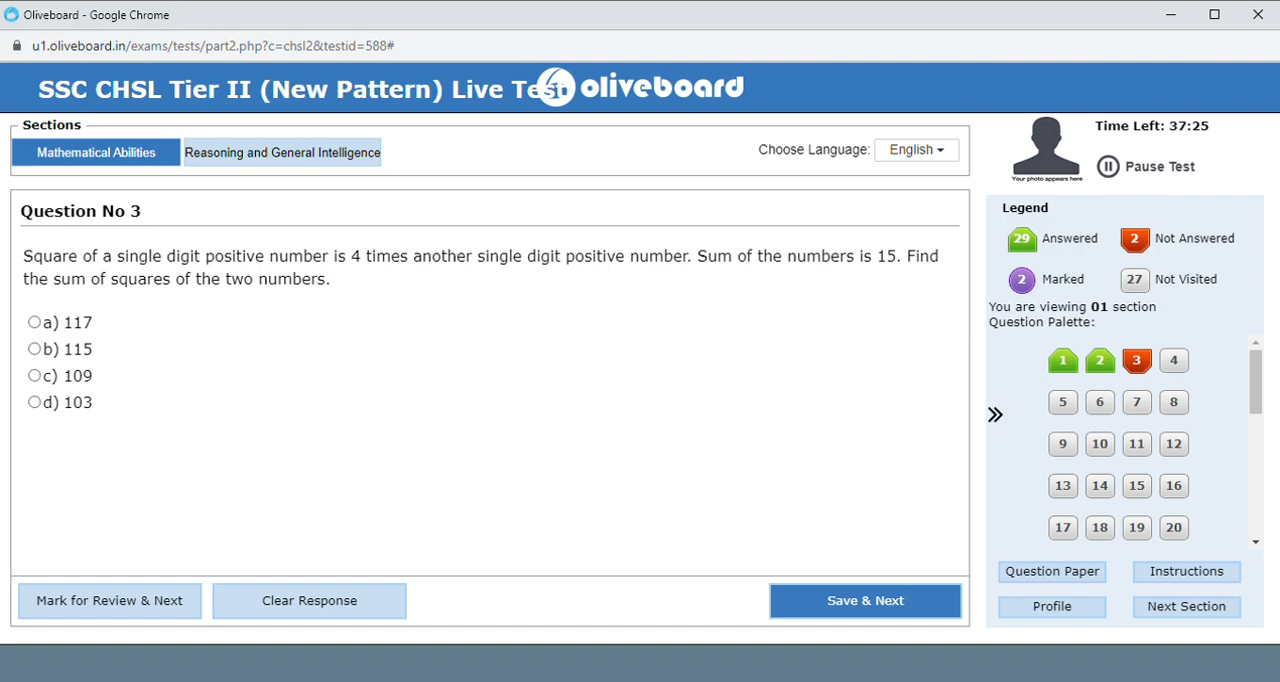 Oliveboard - Google Chrome
u1.oliveboard.in/exams/tests/part2.php?c=chsl2&testid=588#
SSC CHSL Tier II (New Pattern) Live Test
oliveboard
Sections
Mathematical Abilities
Reasoning and General Intelligence
Choose Language:
English
Your photo appears here
Time Left: 37:25
Pause Test
Question No 3
Square of a single digit positive number is 4 times another single digit positive number. Sum of the numbers is 15. Find
the sum of squares of the two numbers.
a) 117
b) 115
c) 109
d) 103
Legend
29 Answered
2 Not Answered
2 Marked
27 Not Visited
You are viewing 01 section
Question Palette:
1 2 3 4
5 6 7 8
9 10 11 12
13 14 15 16
17 18 19 20
Mark for Review & Next
Clear Response
Save & Next
Question Paper
Instructions
Profile
Next Section